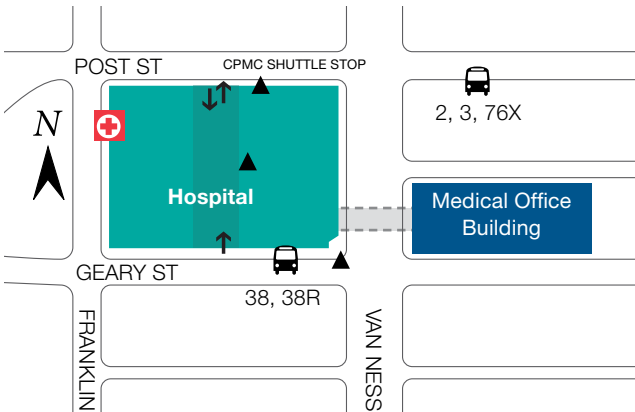 POST ST
CPMC SHUTTLE STOP
2, 3, 76X
N
Hospital
Medical Office
Building
GEARY ST
38, 38R
FRANKLIN
VAN NESS